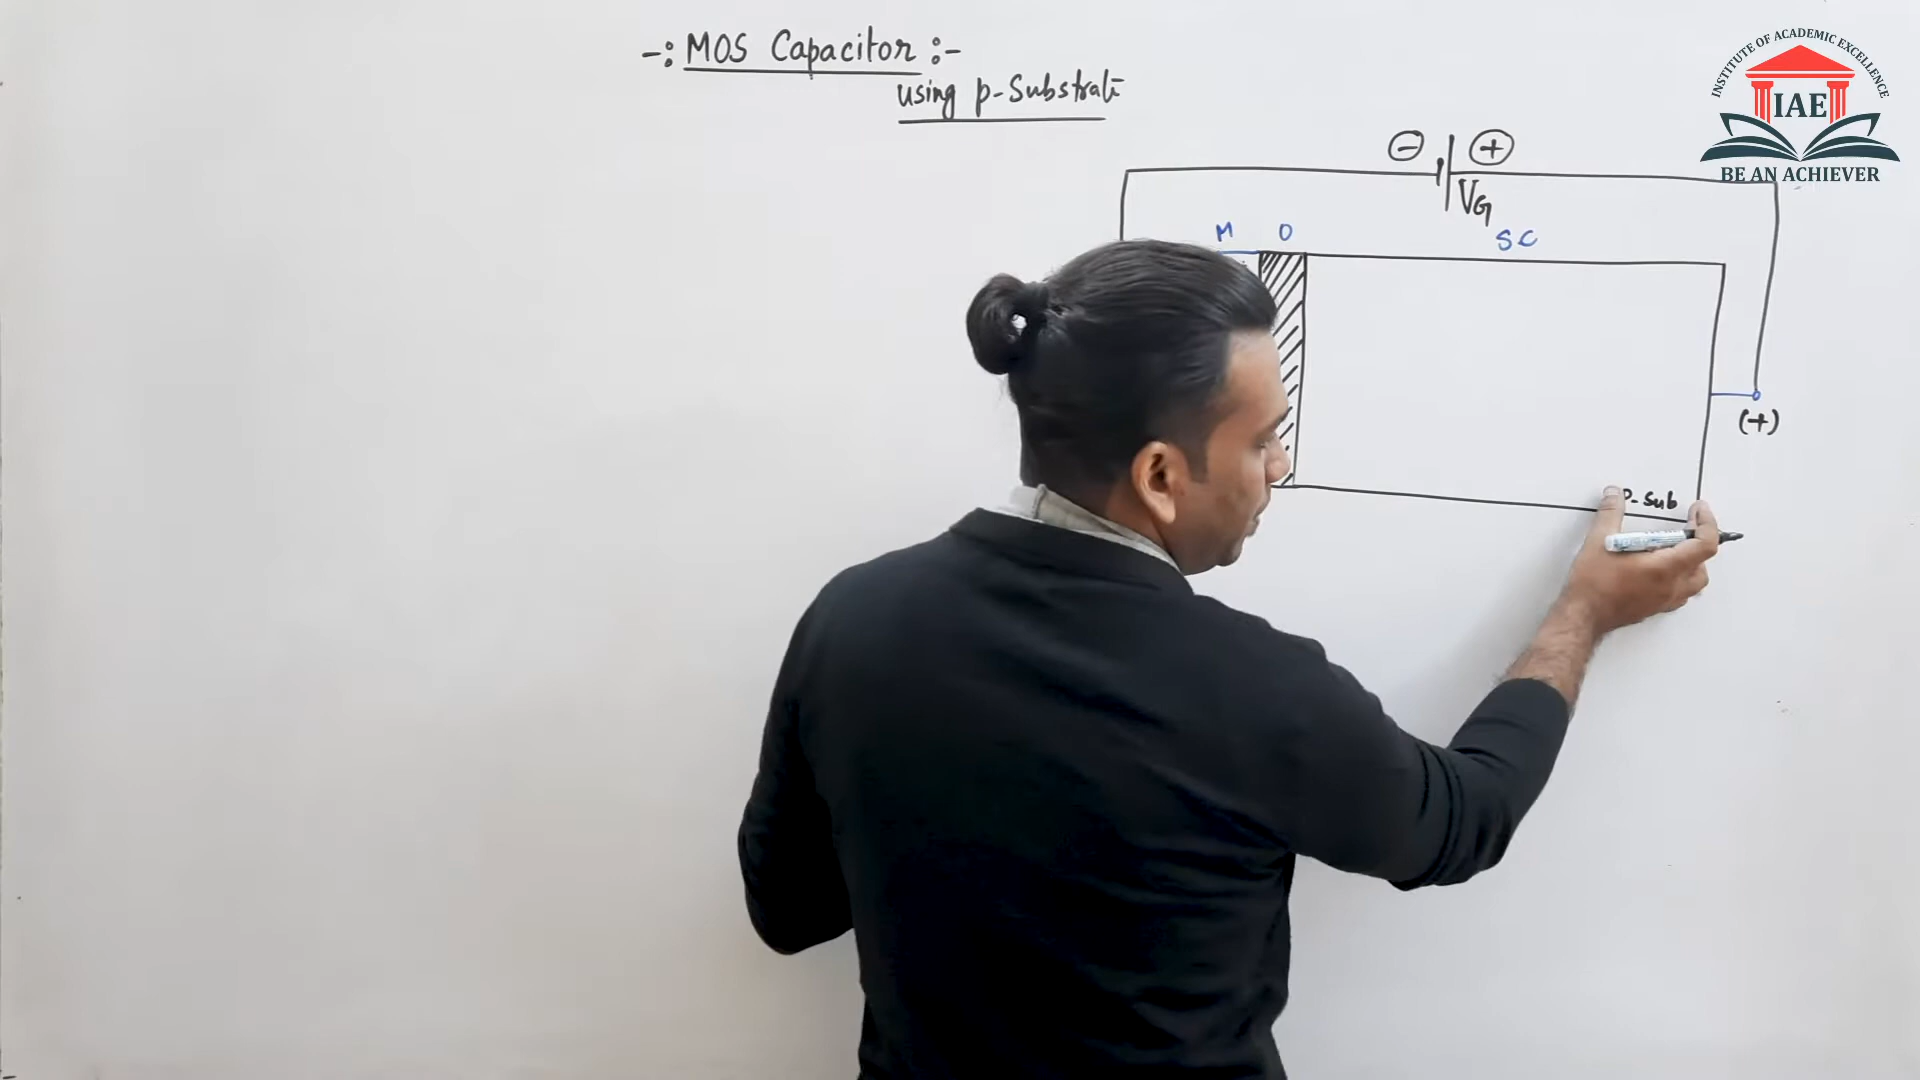 -: MOS Capacitor :-
using p-Substrate
INSTITUTE OF ACADEMIC EXCELLENCE
IAE
BE AN ACHIEVER
- +
VG
M O SC
(+)
P-Sub